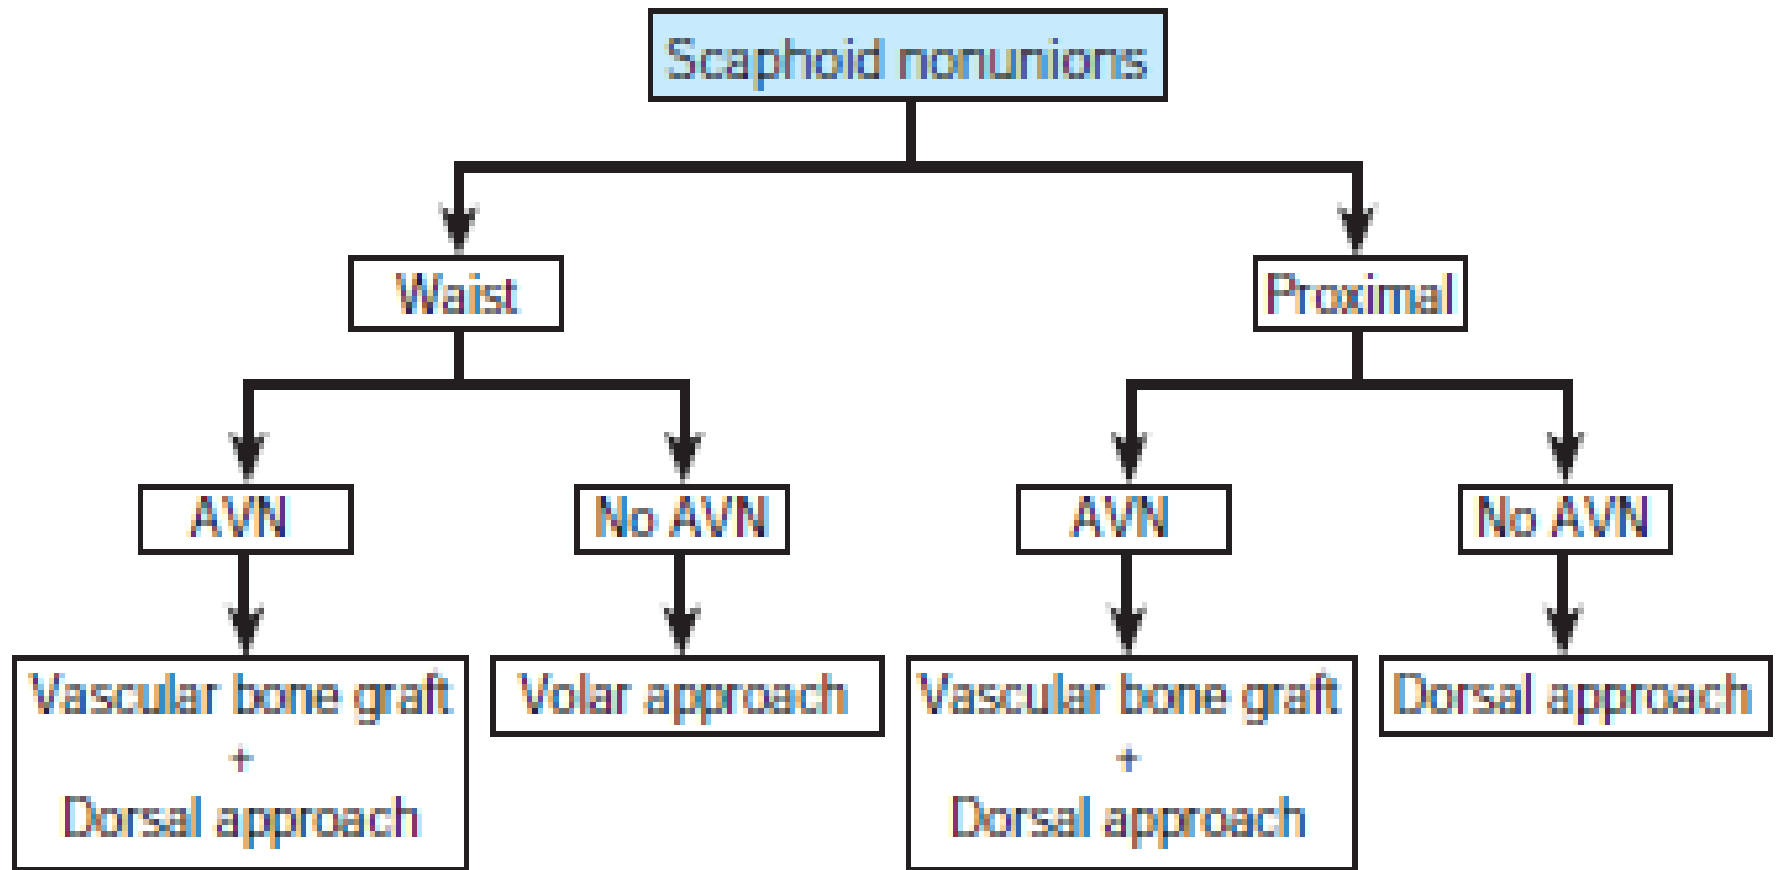 Scaphoid nonunions
Waist
Proximal
AVN
No AVN
AVN
No AVN
Vascular bone graft
+
Dorsal approach
Volar approach
Vascular bone graft
+
Dorsal approach
Dorsal approach